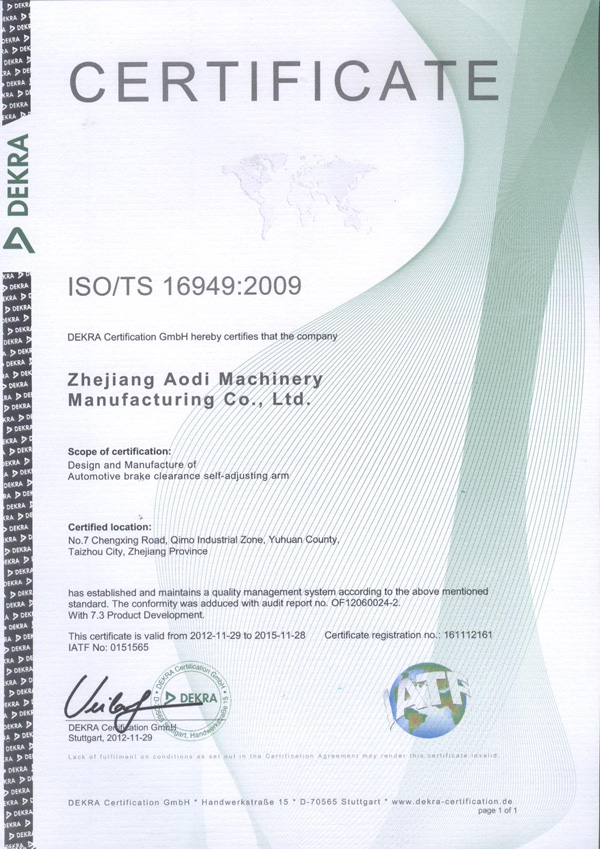 CERTIFICATE
DEKRA
ISO/TS 16949:2009
DEKRA Certification GmbH hereby certifies that the company
Zhejiang Aodi Machinery
Manufacturing Co., Ltd.
Scope of certification:
Design and Manufacture of
Automotive brake clearance self-adjusting arm
Certified location:
No.7 Chengxing Road, Qimo Industrial Zone, Yuhuan County,
Taizhou City, Zhejiang Province
has established and maintains a quality management system according to the above mentioned
standard. The conformity was adduced with audit report no. OF12060024-2.
With 7.3 Product Development.
This certificate is valid from 2012-11-29 to 2015-11-28 Certificate registration no.: 161112161
IATF No: 0151565
DEKRA Certification GmbH
DEKRA
IATF
DEKRA Certification GmbH
Stuttgart, 2012-11-29
Lack of fulfilment on conditions as set out in the Certification Agreement may render this certificate invalid.
DEKRA Certification GmbH * Handwerkstraße 15 * D-70565 Stuttgart * www.dekra-certification.de
page 1 of 1